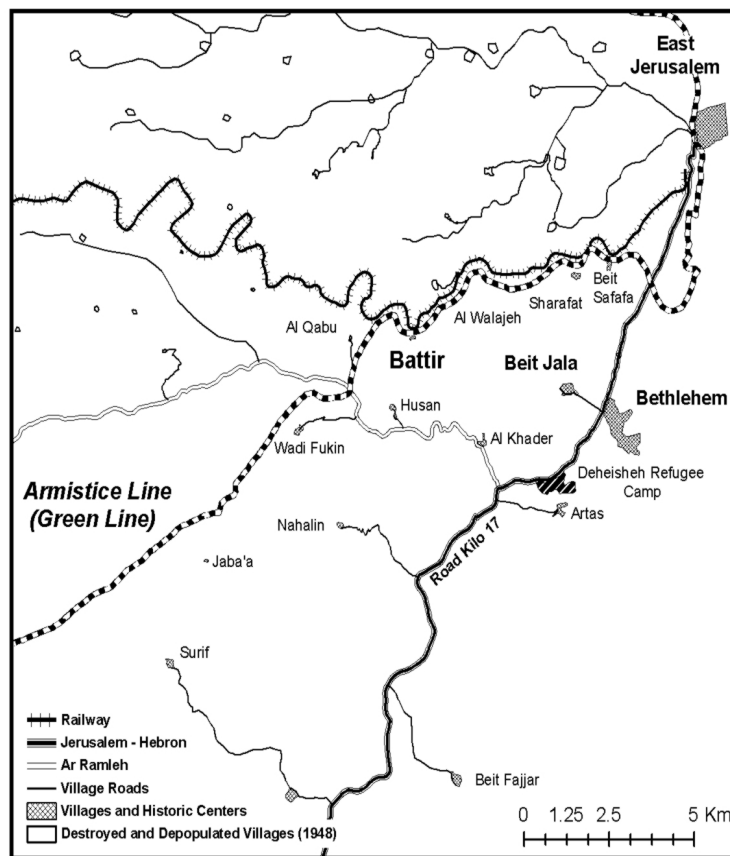 East
Jerusalem
Beit
Safafa
Sharafat
Al Walajeh
Al Qabu
Battir
Beit Jala
Bethlehem
Husan
Al Khader
Wadi Fukin
Deheisheh Refugee
Camp
Armistice Line
(Green Line)
Artas
Nahalin
Road Kilo 17
Jaba'a
Surif
Beit Fajjar
Railway
Jerusalem - Hebron
Ar Ramleh
Village Roads
Villages and Historic Centers
Destroyed and Depopulated Villages (1948)
0 1.25 2.5 5 Km